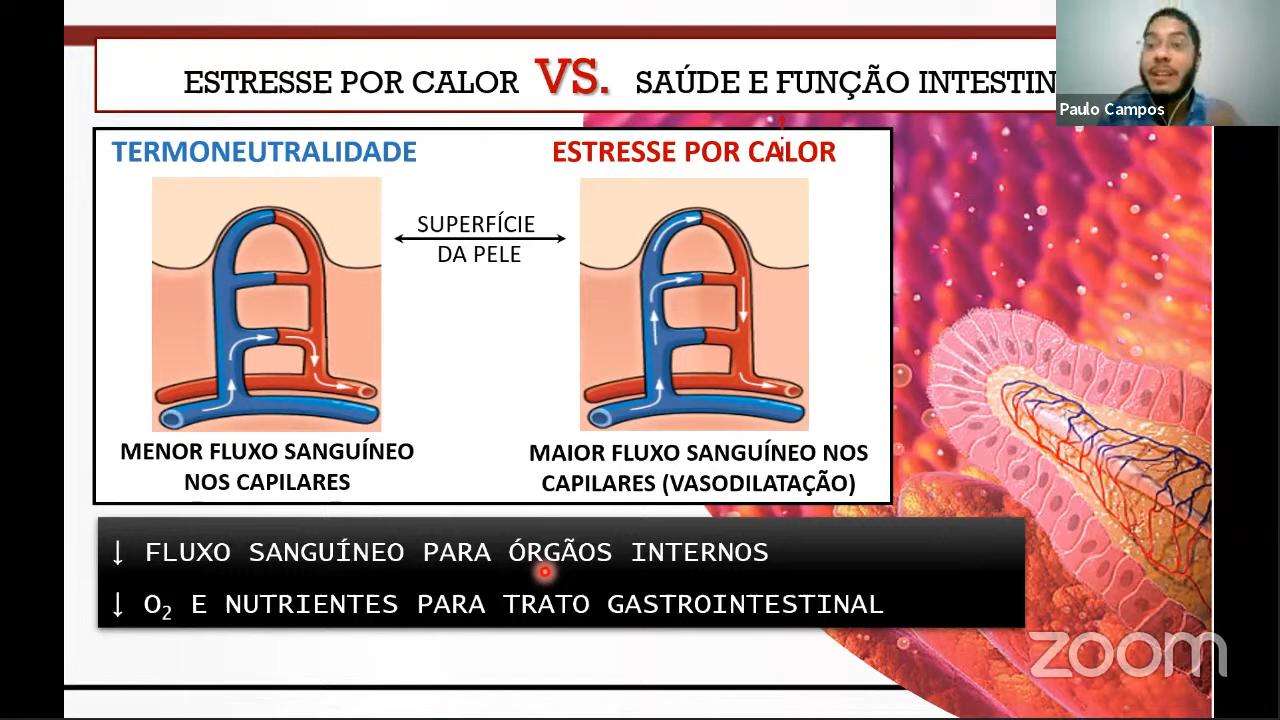 ESTRESSE POR CALOR VS. SAÚDE E FUNÇÃO INTESTIN
Paulo Campos
TERMONEUTRALIDADE
ESTRESSE POR CALOR
SUPERFÍCIE
DA PELE
MENOR FLUXO SANGUÍNEO
NOS CAPILARES
MAIOR FLUXO SANGUÍNEO NOS
CAPILARES (VASODILATAÇÃO)
↓ FLUXO SANGUÍNEO PARA ÓRGÃOS INTERNOS
↓ O₂ E NUTRIENTES PARA TRATO GASTROINTESTINAL
zoom